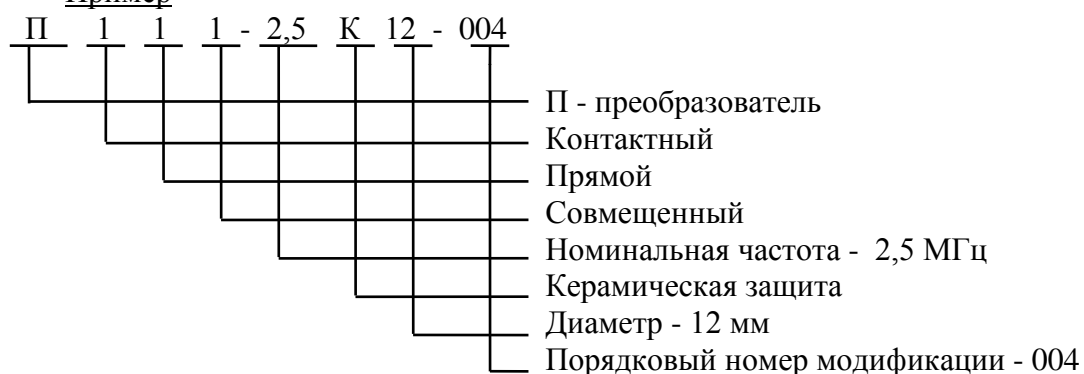 Пример
П 1 1 1 - 2,5 К 12 - 004
П - преобразователь
Контактный
Прямой
Совмещенный
Номинальная частота - 2,5 МГц
Керамическая защита
Диаметр - 12 мм
Порядковый номер модификации - 004